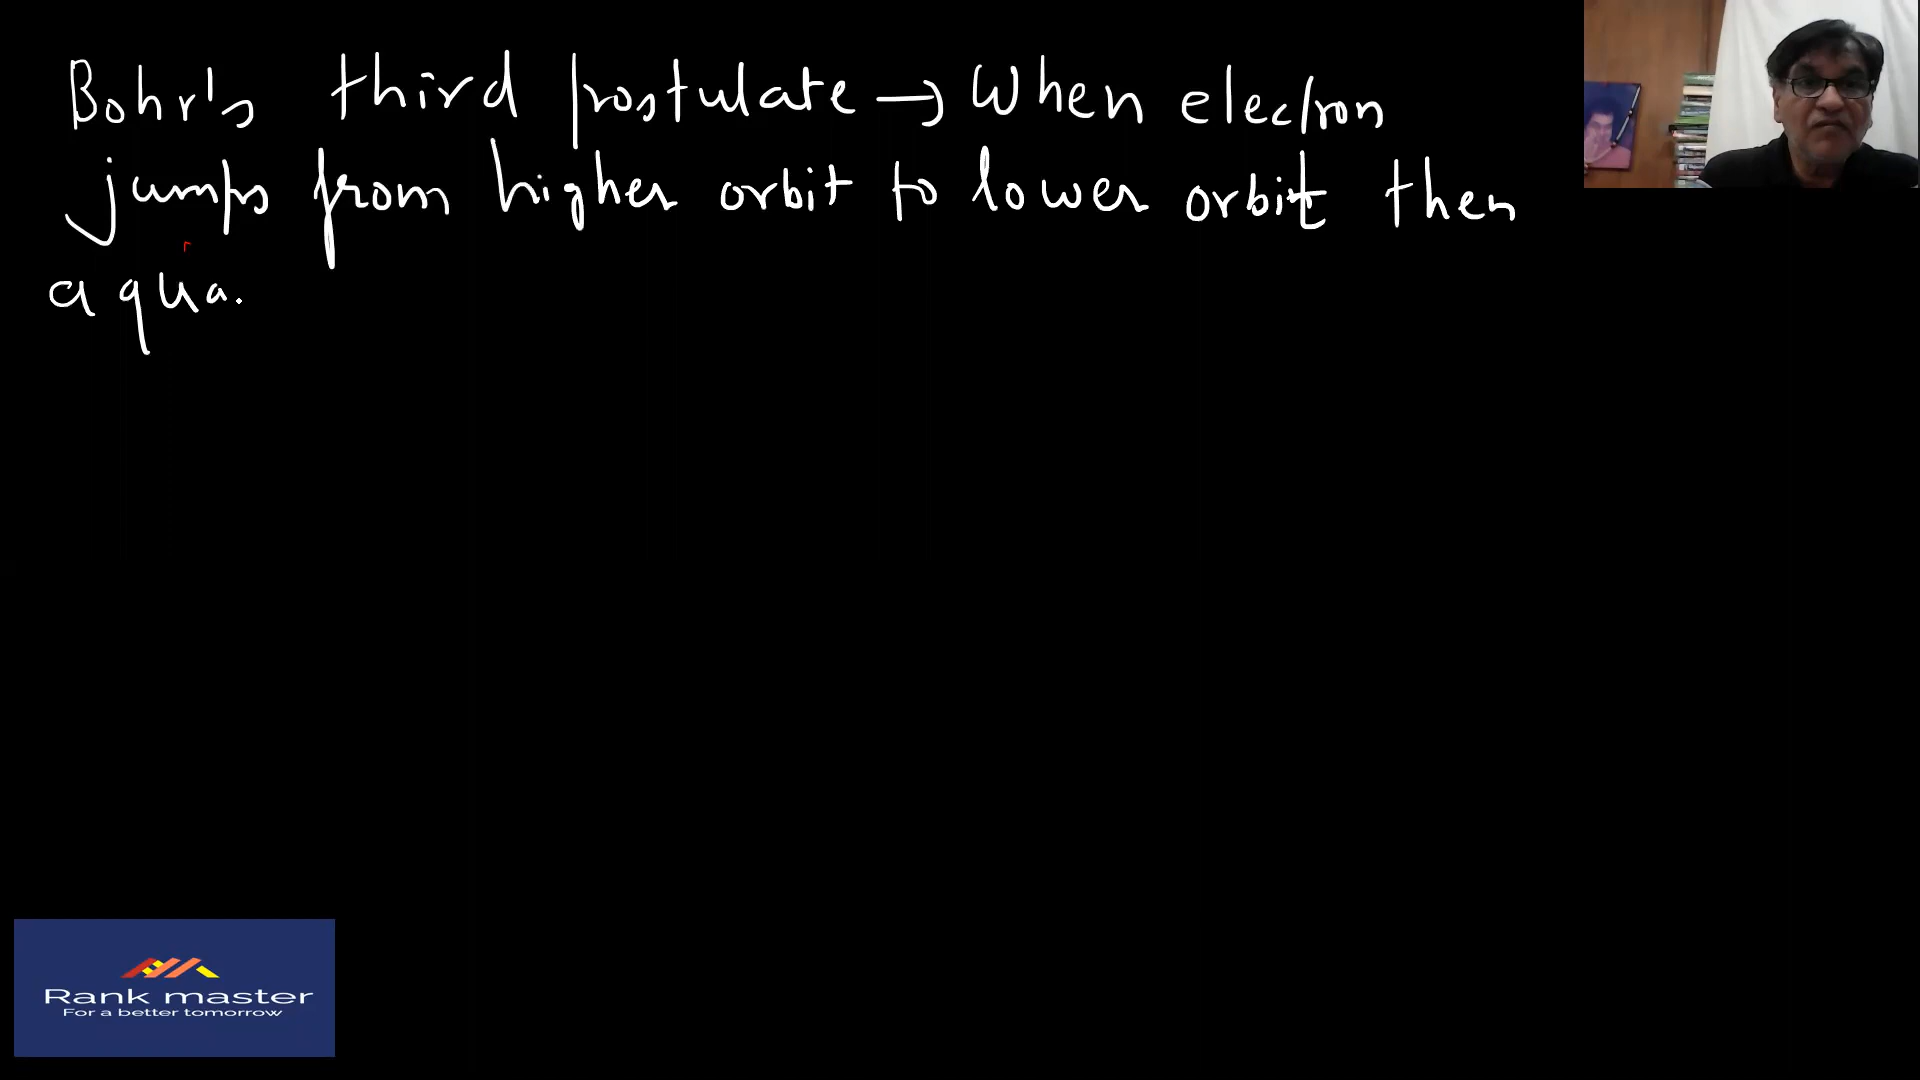 Bohr's third postulate → When electron
jumps from higher orbit to lower orbit then
a qua.
Rank master
For a better tomorrow